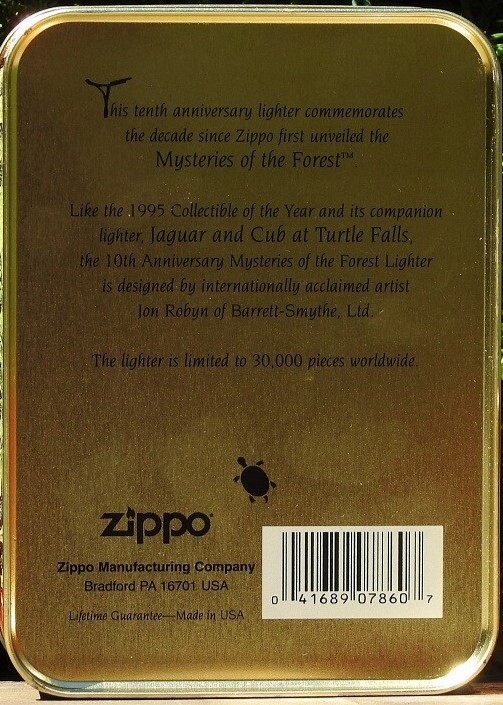 This tenth anniversary lighter commemorates
the decade since Zippo first unveiled the
Mysteries of the Forest™.
Like the 1995 Collectible of the Year and its companion
lighter, Jaguar and Cub at Turtle Falls,
the 10th Anniversary Mysteries of the Forest Lighter
is designed by internationally acclaimed artist
Jon Robyn of Barrett-Smythe, Ltd.
The lighter is limited to 30,000 pieces worldwide.
zippo®
Zippo Manufacturing Company
Bradford PA 16701 USA
Lifetime Guarantee—Made in USA
0 41689 07860 7